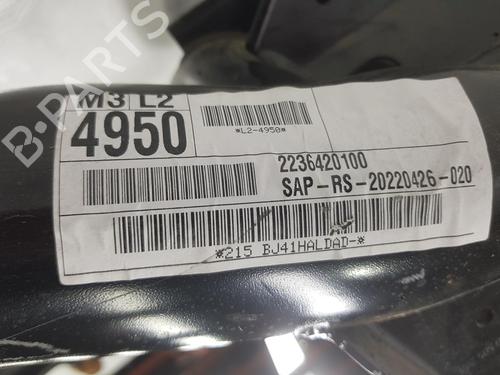 M3 L2
4950
*L2-4950*
2236420100
SAP-RS-20220426-020
*215 BJ41HALDAD-*
B-PARTS